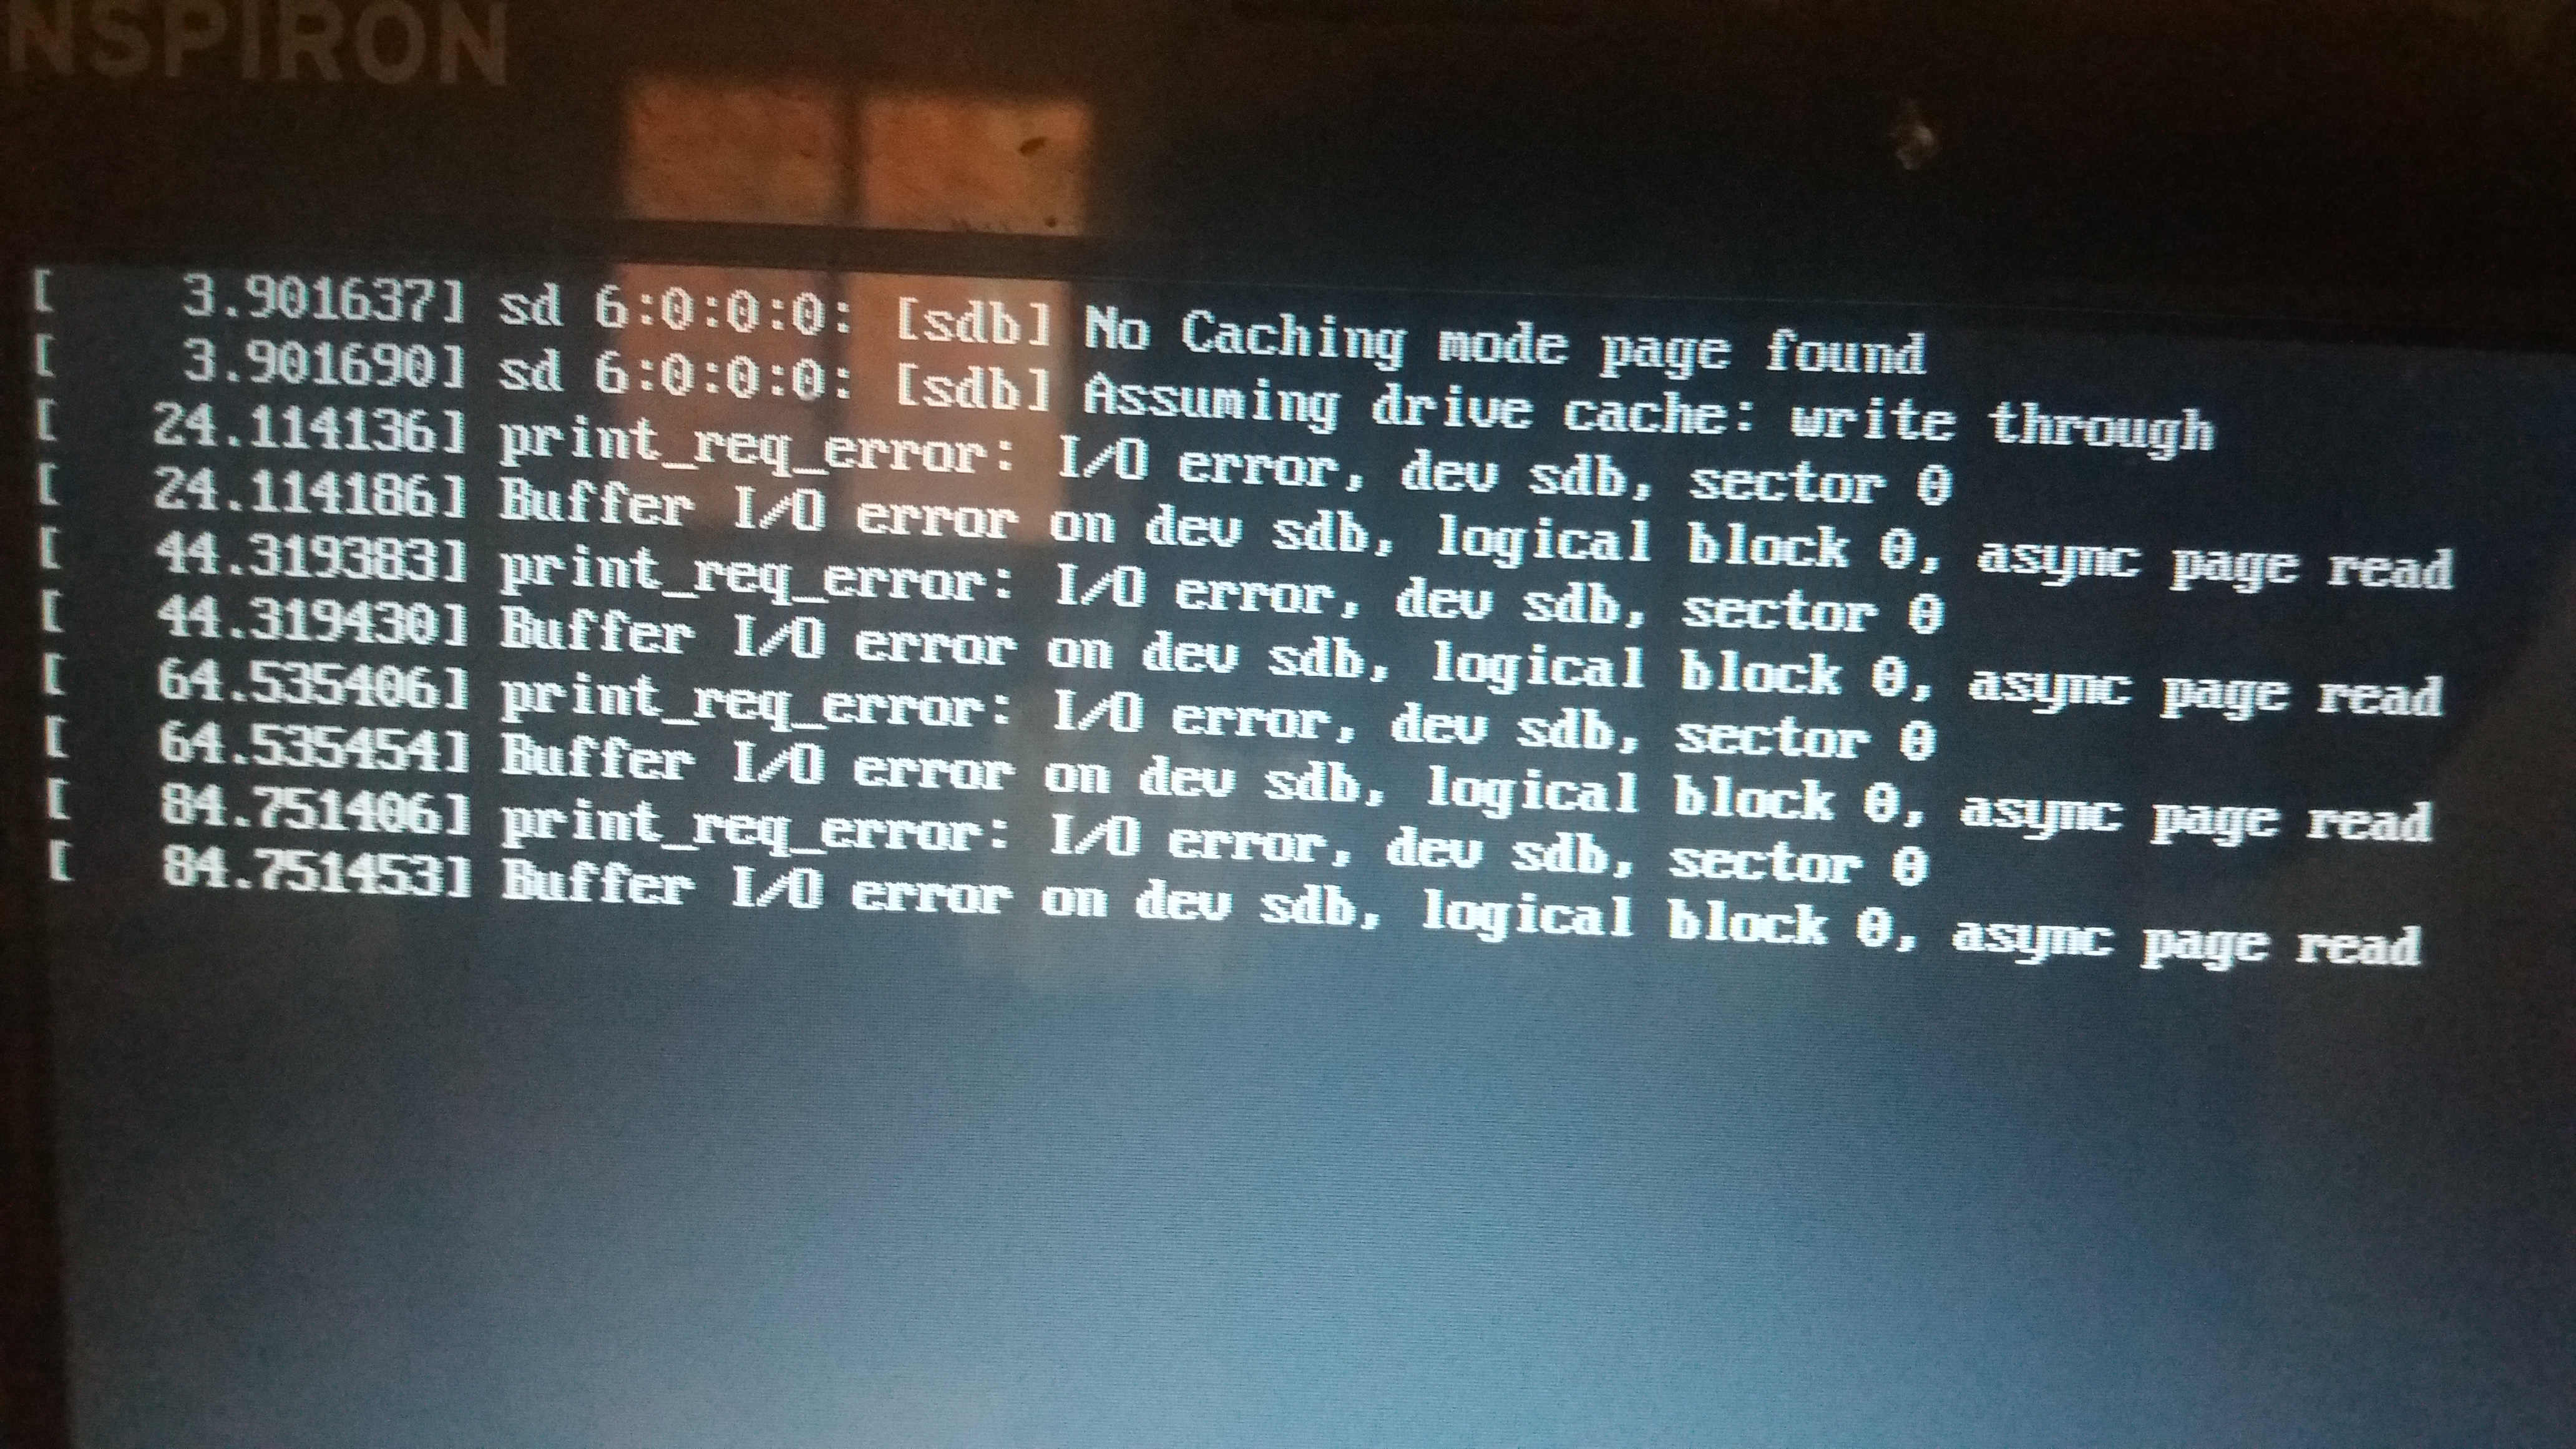 NSPIRON
[    3.901637] sd 6:0:0:0: [sdb] No Caching mode page found
[    3.901690] sd 6:0:0:0: [sdb] Assuming drive cache: write through
[   24.114136] print_req_error: I/O error, dev sdb, sector 0
[   24.114186] Buffer I/O error on dev sdb, logical block 0, async page read
[   44.319383] print_req_error: I/O error, dev sdb, sector 0
[   44.319430] Buffer I/O error on dev sdb, logical block 0, async page read
[   64.535406] print_req_error: I/O error, dev sdb, sector 0
[   64.535454] Buffer I/O error on dev sdb, logical block 0, async page read
[   84.751406] print_req_error: I/O error, dev sdb, sector 0
[   84.751453] Buffer I/O error on dev sdb, logical block 0, async page read